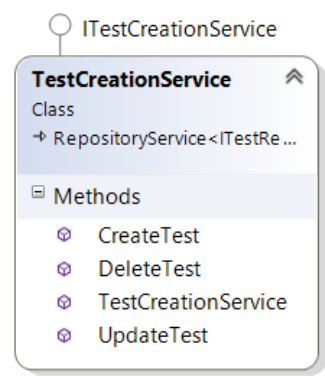 ITestCreationService
TestCreationService
Class
RepositoryService<ITestRe...
Methods
CreateTest
DeleteTest
TestCreationService
UpdateTest